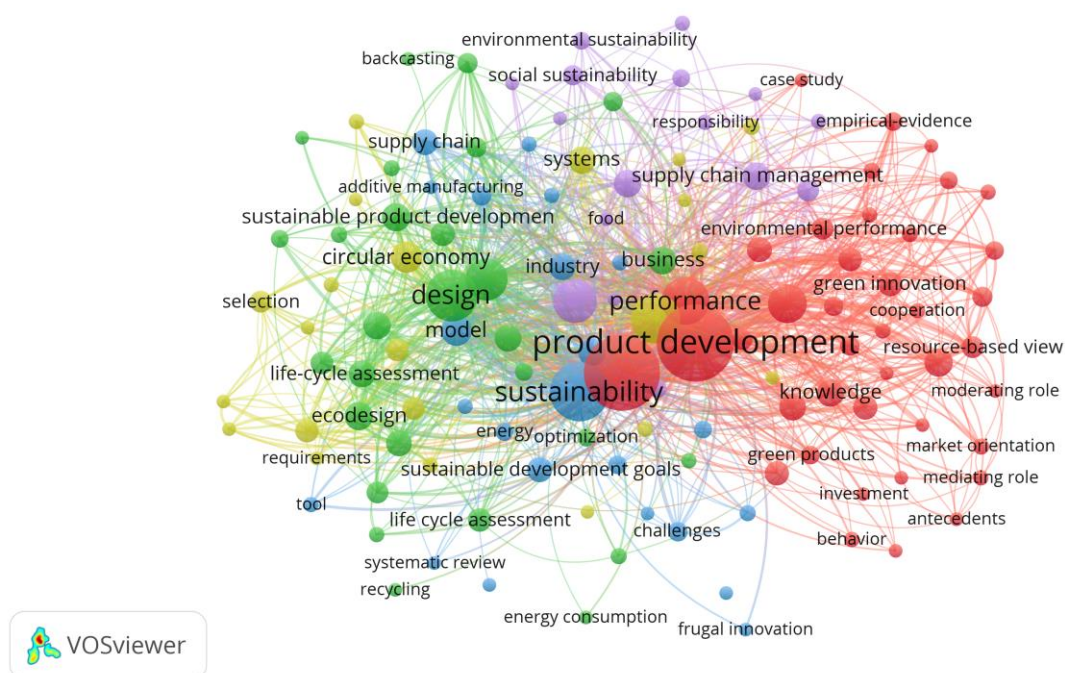 environmental sustainability
backcasting
social sustainability
case study
responsibility
empirical-evidence
supply chain
systems
additive manufacturing
supply chain management
sustainable product developmen
food
environmental performance
circular economy
industry
business
green innovation
selection
design
performance
cooperation
model
product development
resource-based view
life-cycle assessment
sustainability
knowledge
moderating role
ecodesign
energy
optimization
market orientation
requirements
sustainable development goals
green products
mediating role
tool
investment
life cycle assessment
challenges
antecedents
behavior
systematic review
recycling
energy consumption
frugal innovation
VOSviewer